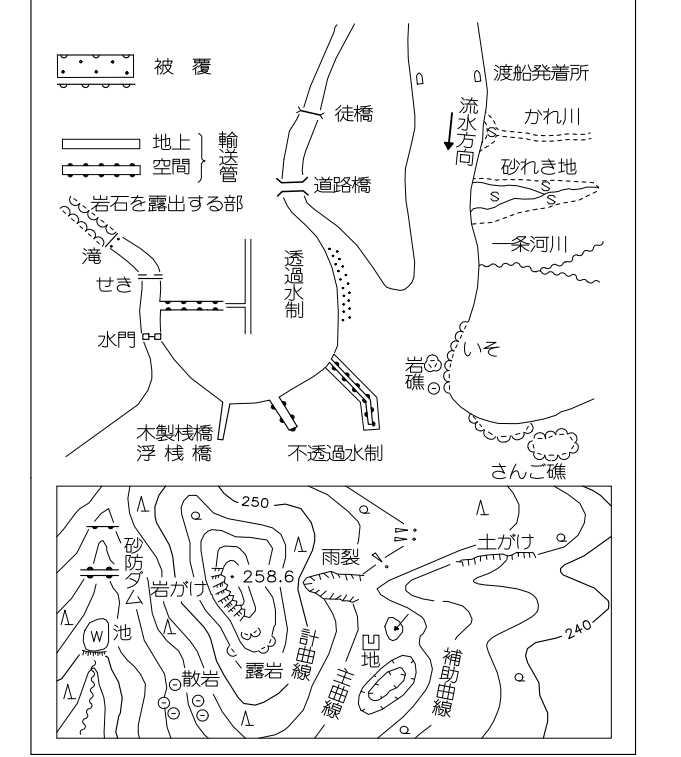 被覆
渡船発着所
徒橋
流水方向
かれ川
地上
空間
輸送管
砂れき地
道路橋
岩石を露出する部
滝
透過水制
一条河川
せき
水門
いそ
岩礁
木製桟橋
浮桟橋
不透過水制
さんご礁
250
砂防ダム
雨裂
土がけ
岩がけ
258.6
W
池
計曲線
240
凹地
露岩
散岩
主曲線
補助曲線